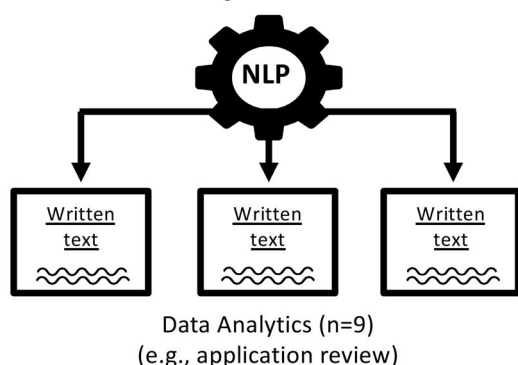 NLP
Written
text
Written
text
Written
text
Data Analytics (n=9)
(e.g., application review)